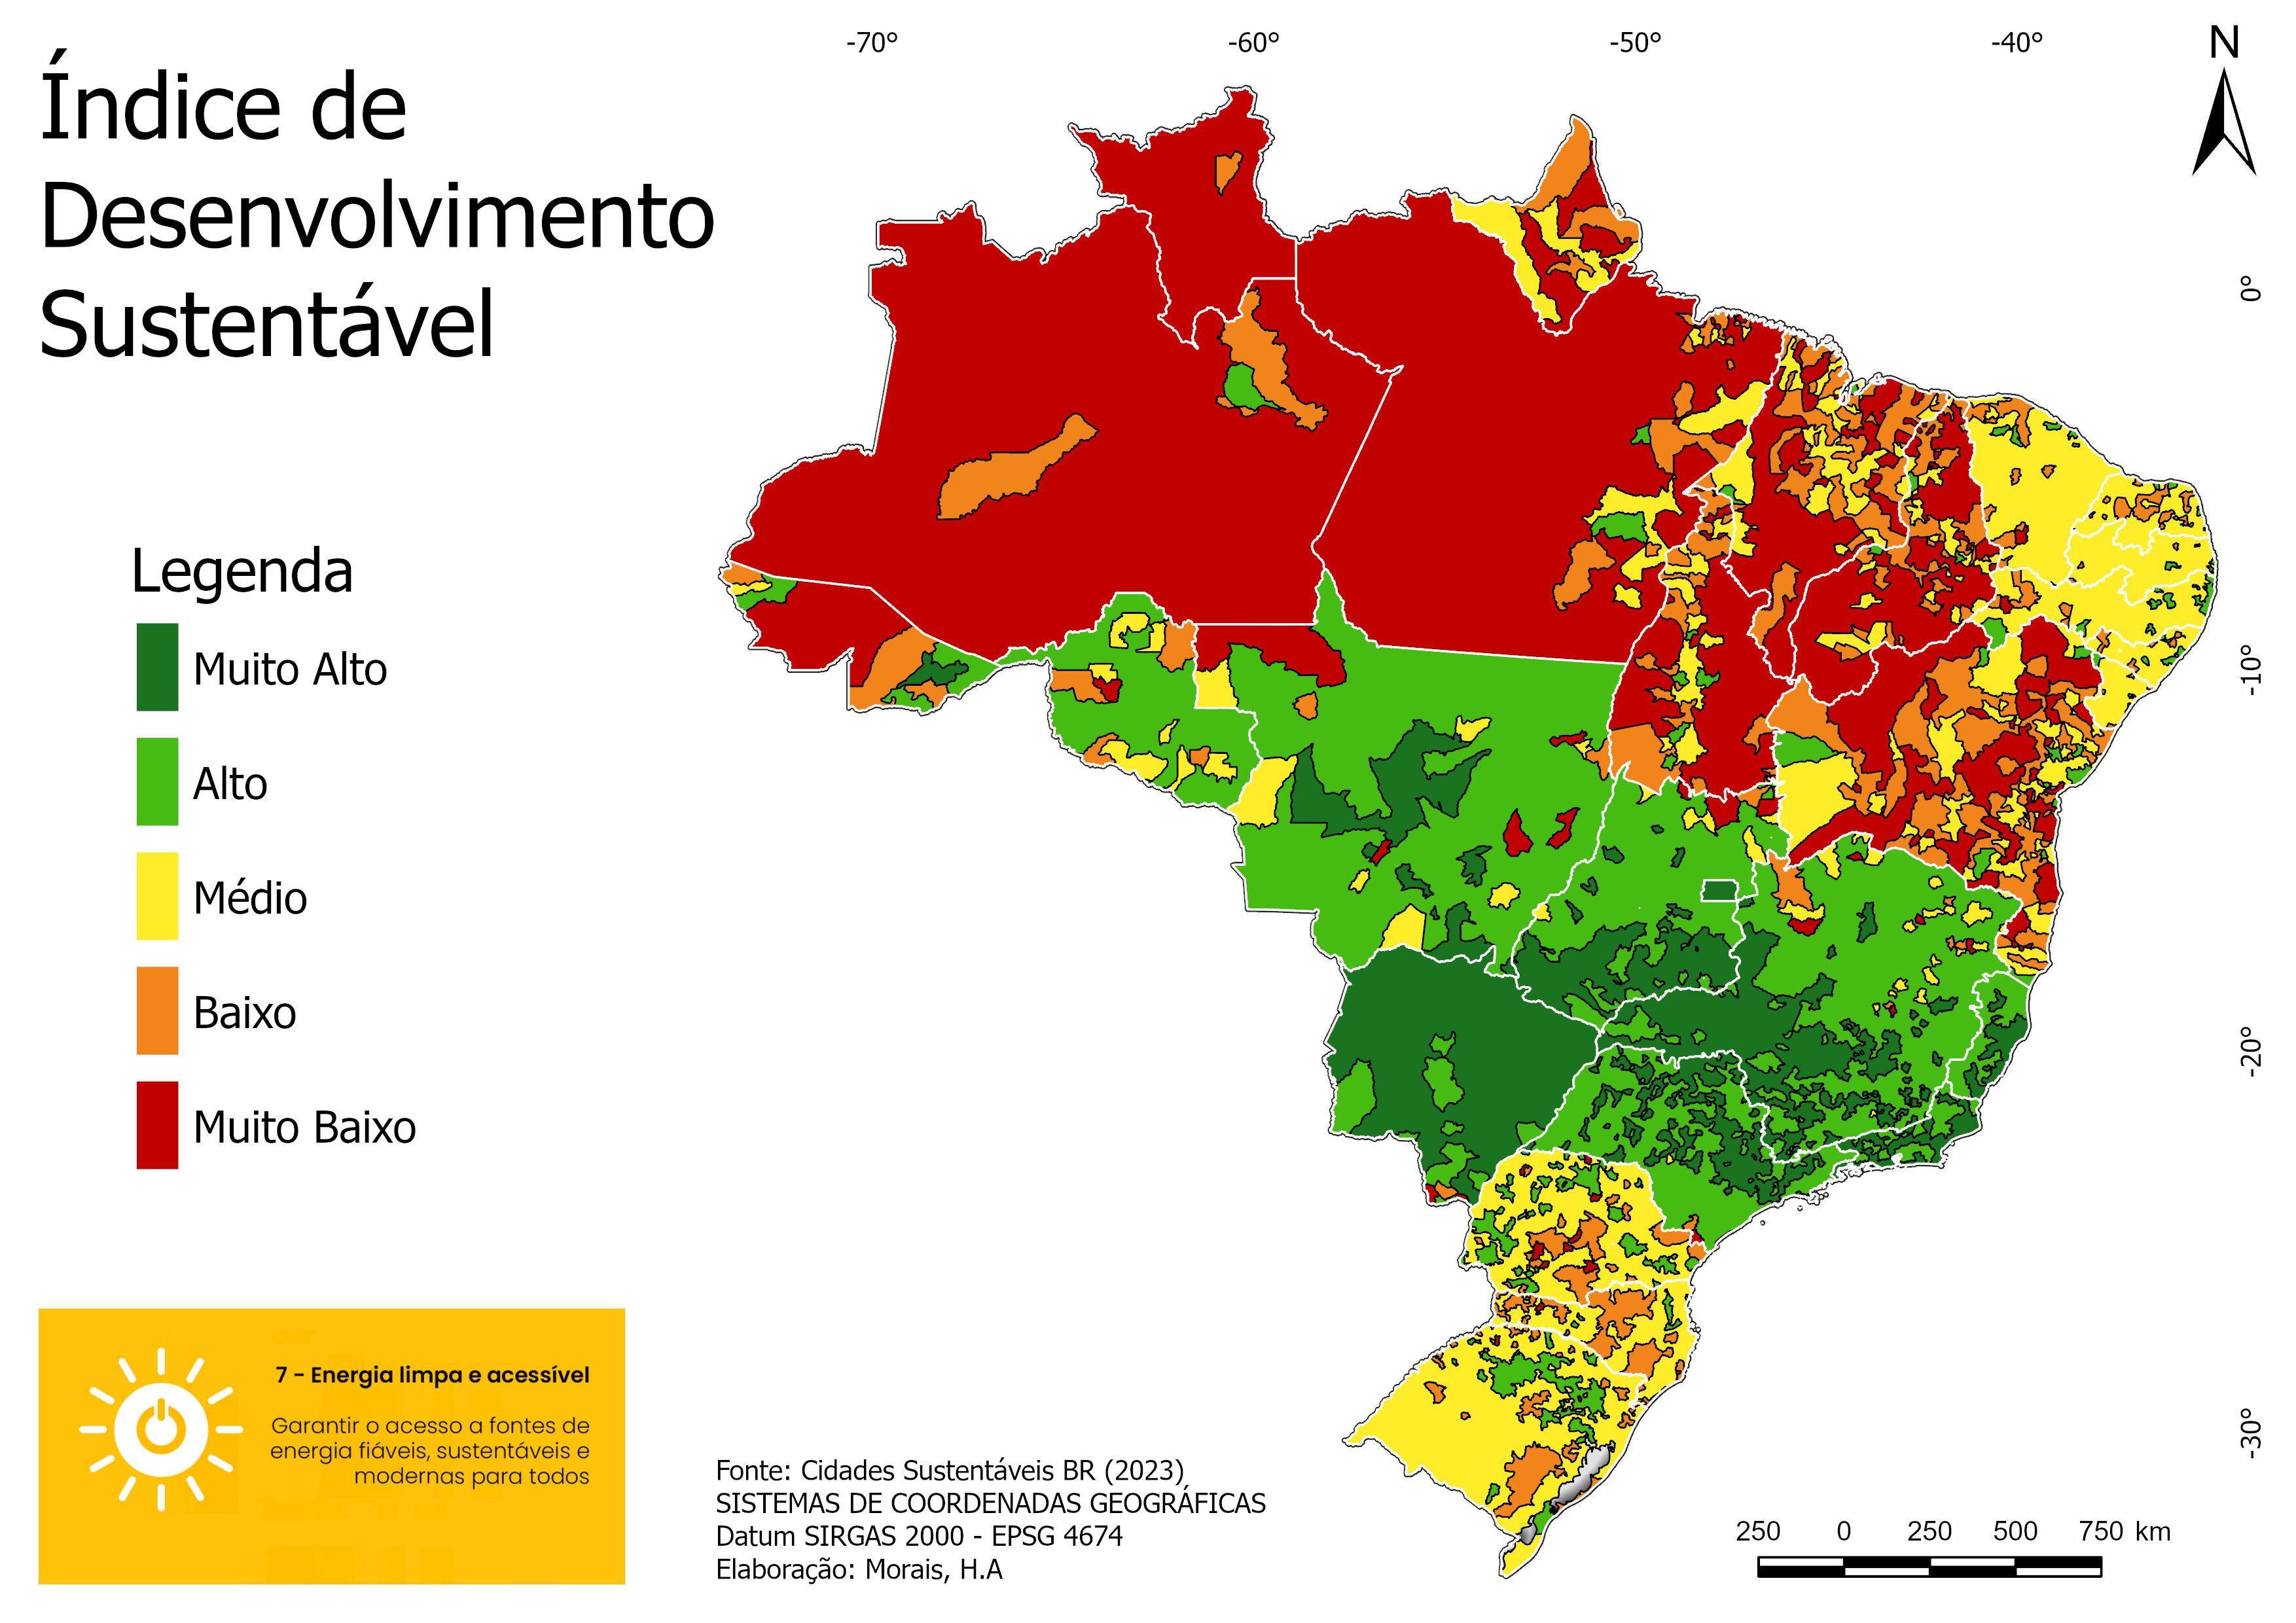 Índice de
Desenvolvimento
Sustentável
-70°
-60°
-50°
-40°
N
0°
-10°
-20°
-30°
Legenda
Muito Alto
Alto
Médio
Baixo
Muito Baixo
7 - Energia limpa e acessível
Garantir o acesso a fontes de
energia fiáveis, sustentáveis e
modernas para todos
Fonte: Cidades Sustentáveis BR (2023)
SISTEMAS DE COORDENADAS GEOGRÁFICAS
Datum SIRGAS 2000 - EPSG 4674
Elaboração: Morais, H.A
250 0 250 500 750 km